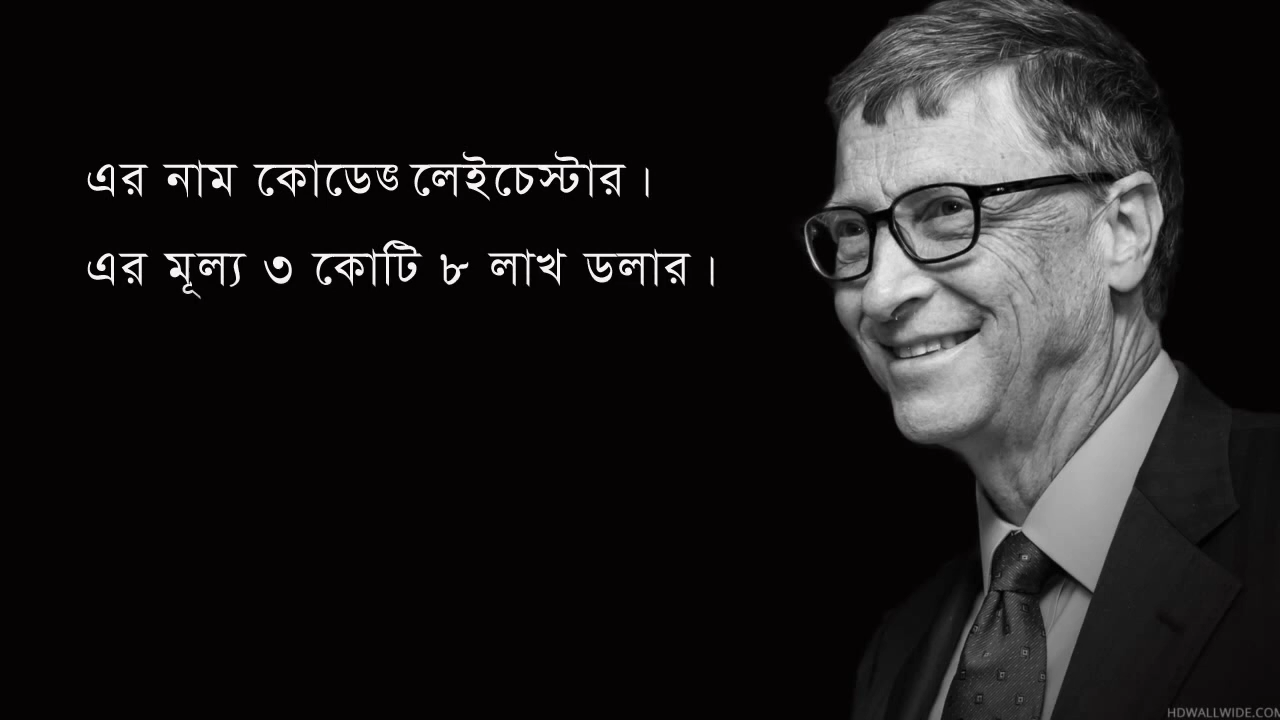 এর নাম কোডেঙ লেইচেস্টার।
এর মূল্য ৩ কোটি ৮ লাখ ডলার।
HDWALLWIDE.COM